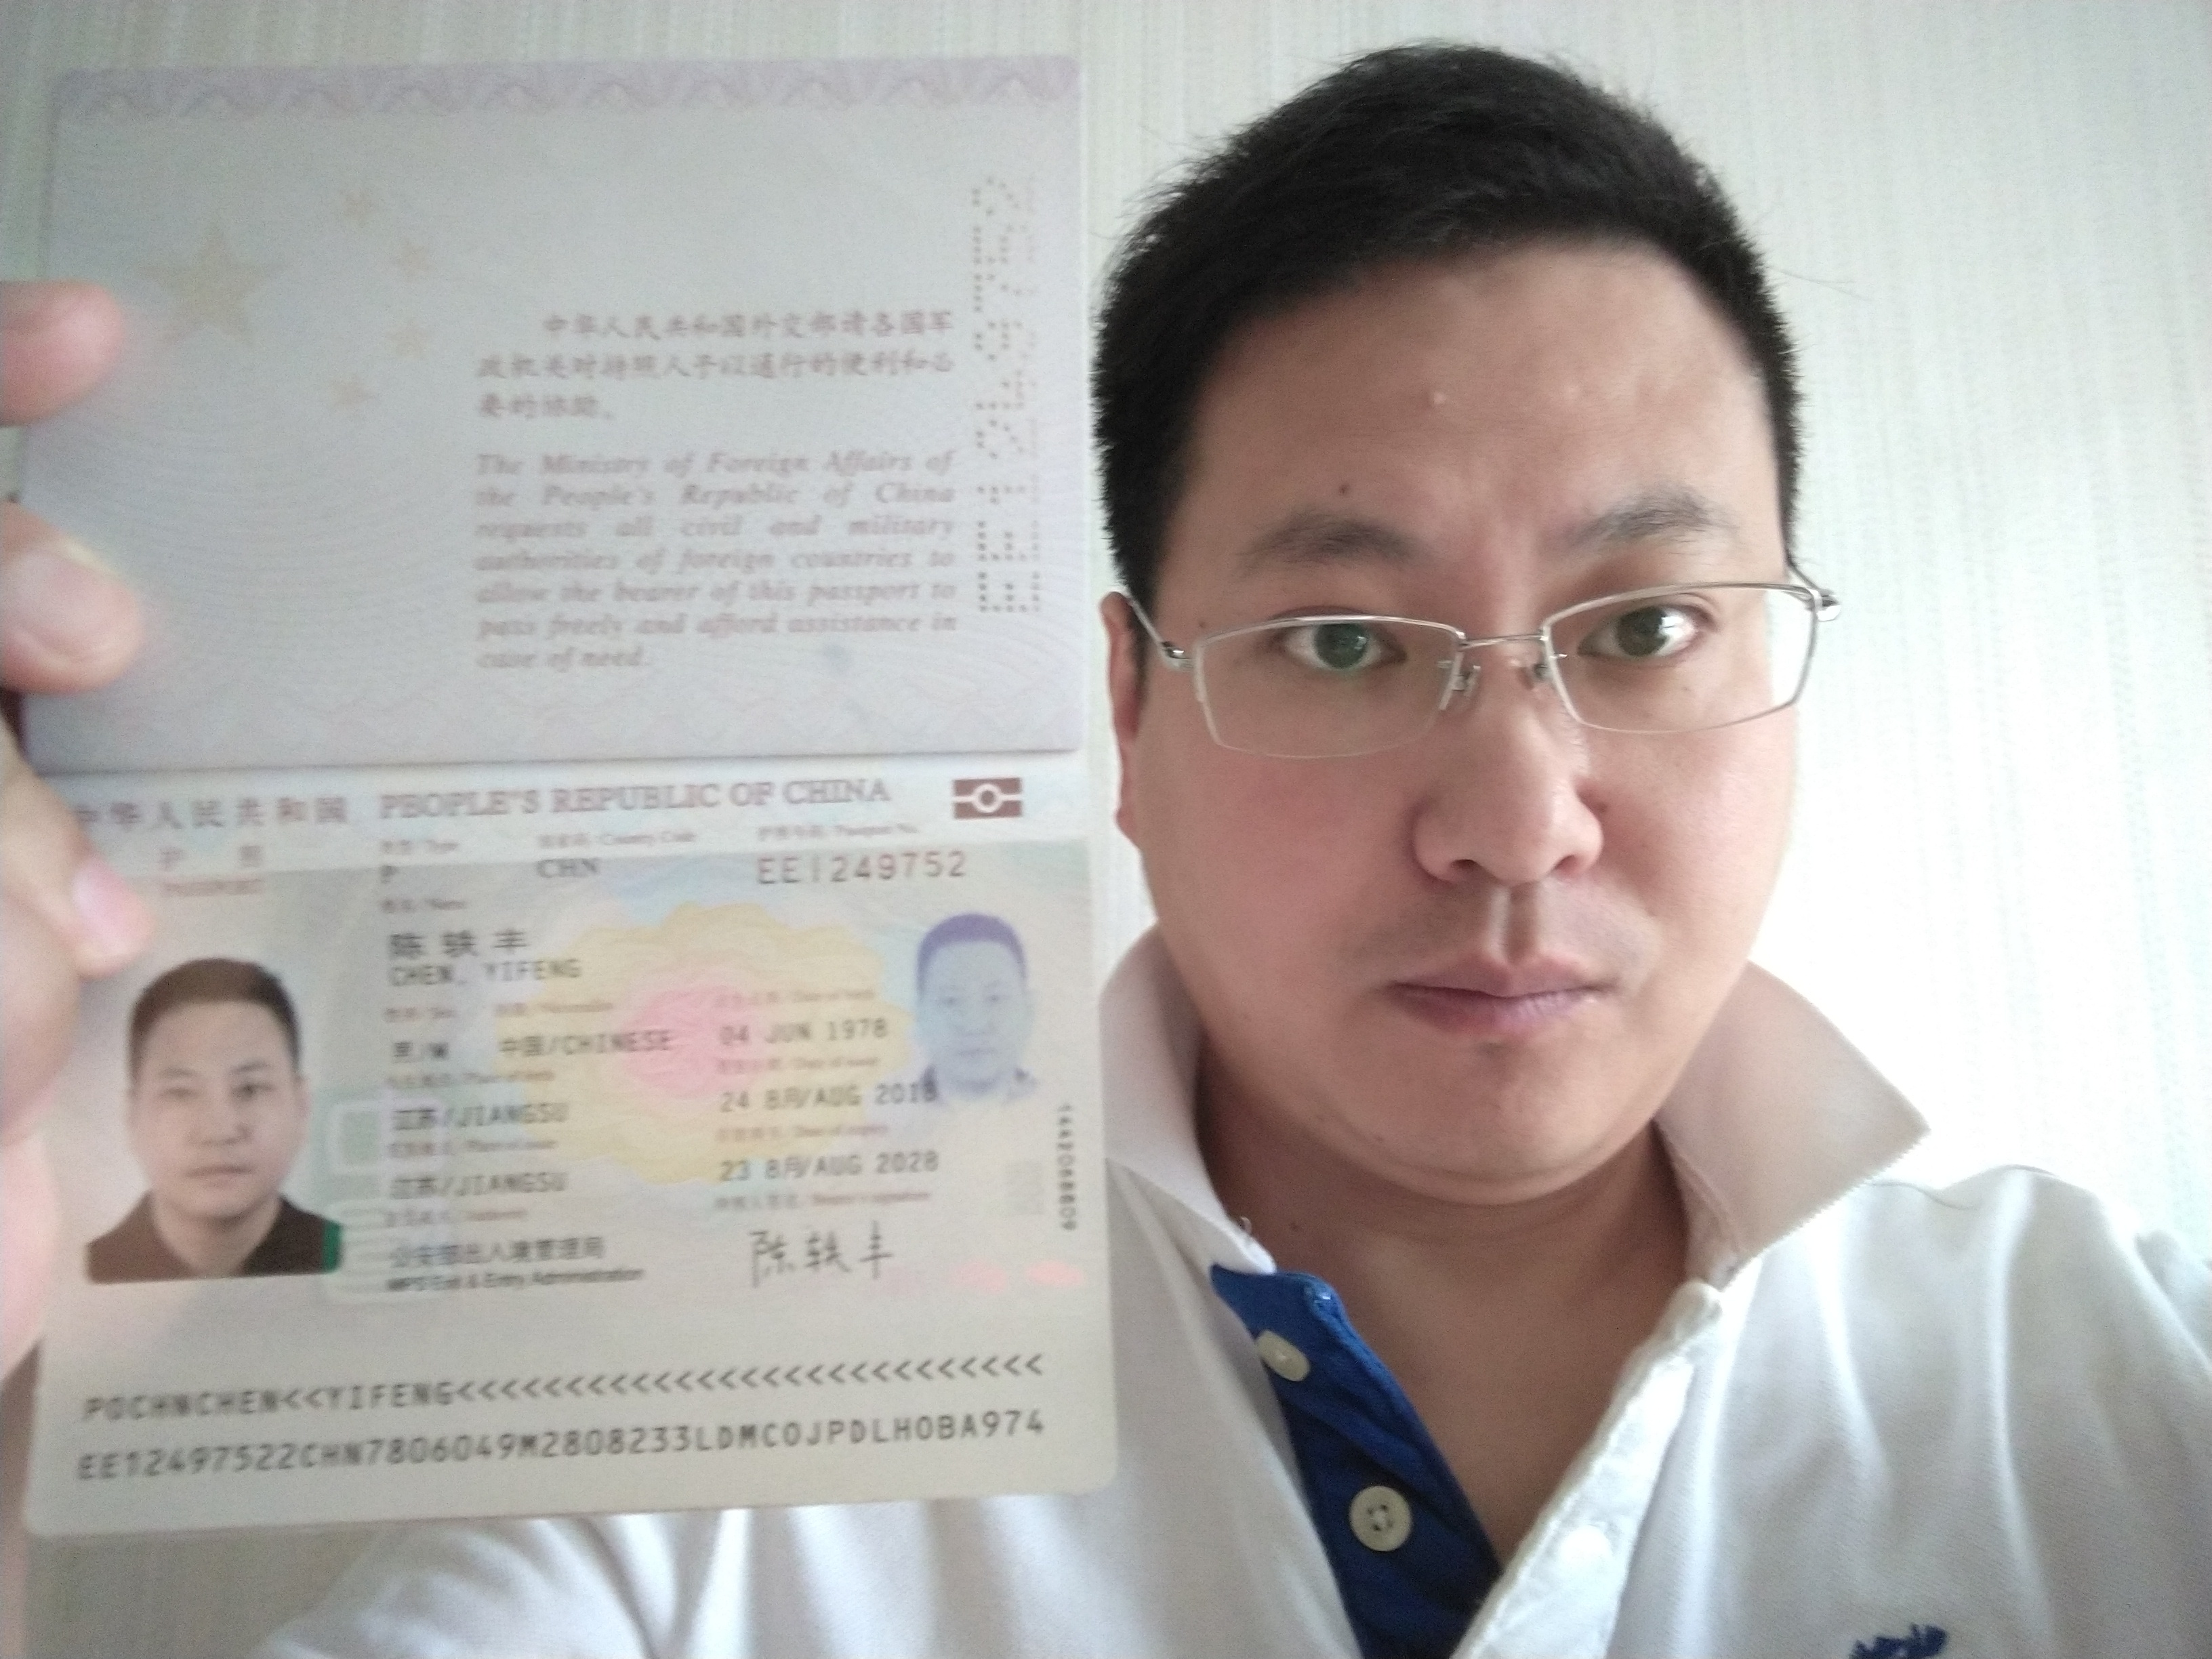 中华人民共和国外交部请各国军
政机关对持照人予以通行的便利和必
要的协助。
The Ministry of Foreign Affairs of
the People's Republic of China
requests all civil and military
authorities of foreign countries to
allow the bearer of this passport to
pass freely and afford assistance in
case of need.
EE1249752
中华人民共和国 PEOPLE'S REPUBLIC OF CHINA
护 照
PASSPORT
类型/Type 国家码/Country Code 护照号码/Passport No.
P CHN EE1249752
姓名/Name
陈轶丰
CHEN, YIFENG
性别/Sex 国籍/Nationality 出生日期/Date of birth
男/M 中国/CHINESE 04 JUN 1978
出生地点/Place of birth 签发日期/Date of issue
江苏/JIANGSU 24 8月/AUG 2018
签发地点/Place of issue 有效期至/Date of expiry
江苏/JIANGSU 23 8月/AUG 2028
签发机关/Authority 持照人签名/Bearer's signature
公安部出入境管理局
MPS Exit & Entry Administration
陈轶丰
POCHNCHEN<<YIFENG<<<<<<<<<<<<<<<<<<<<<<<<<<<
EE12497522CHN7806049M2808233LDMCOJPDLHOBA974